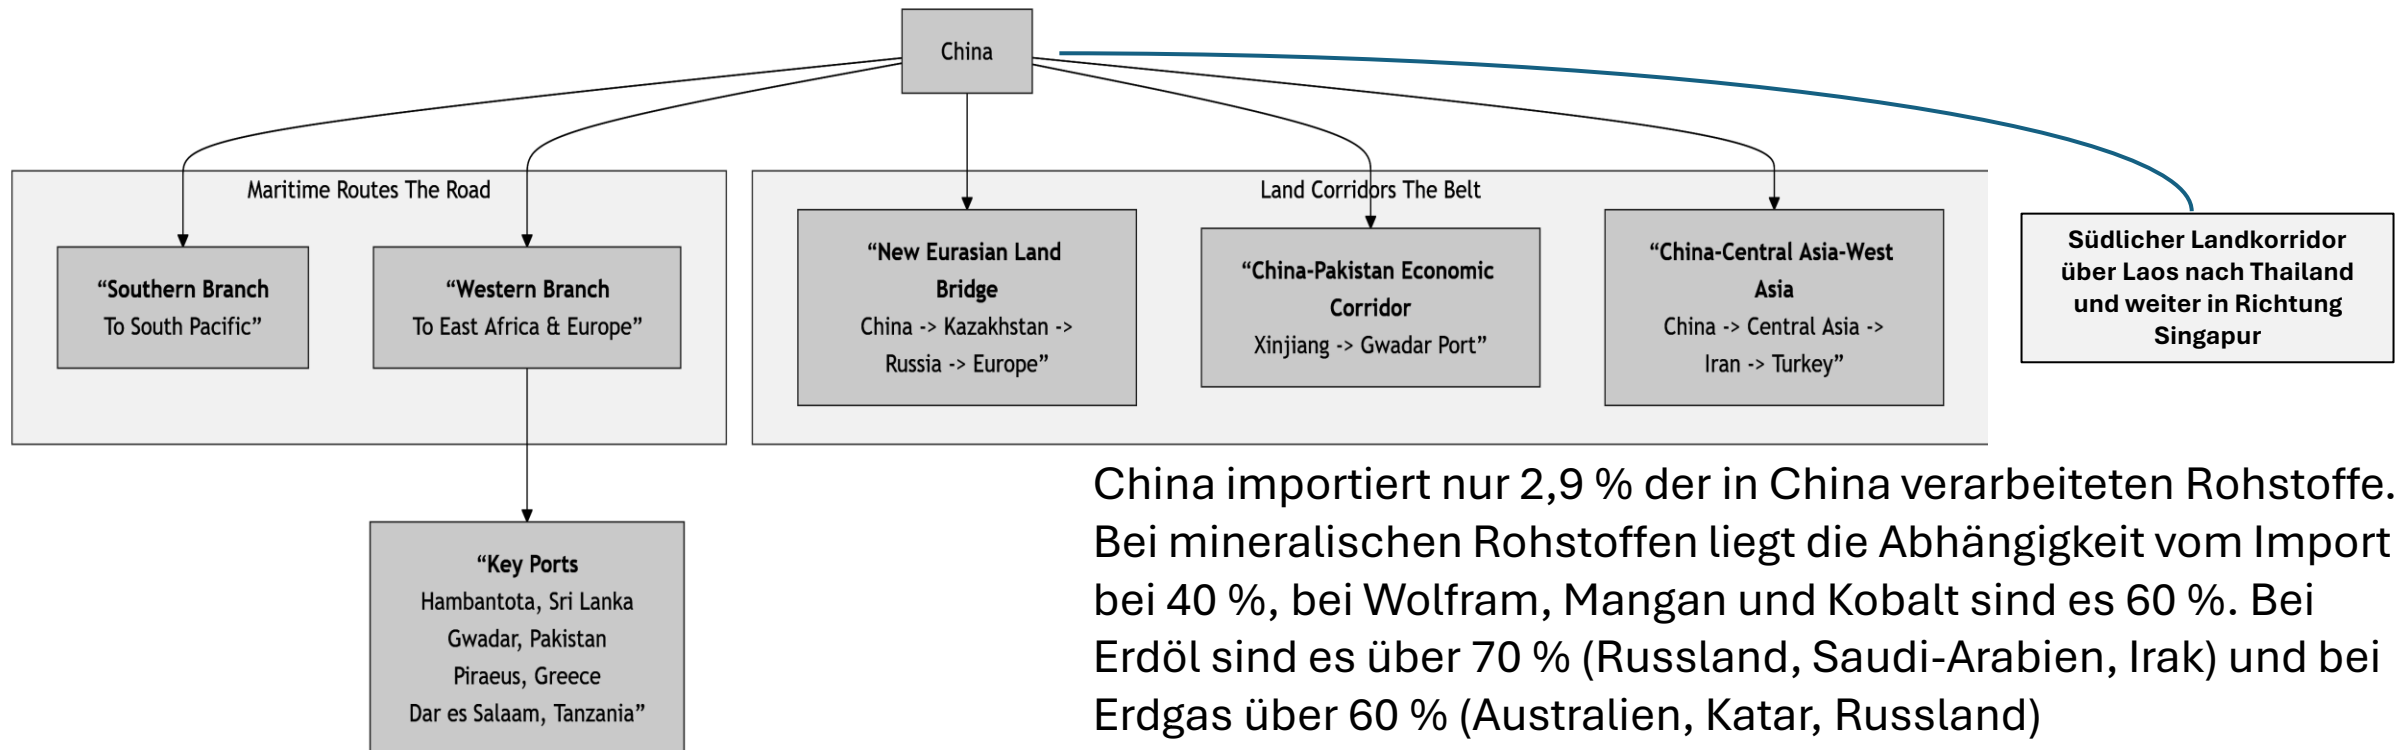 China
Maritime Routes The Road
“Southern Branch
To South Pacific”
“Western Branch
To East Africa & Europe”
“Key Ports
Hambantota, Sri Lanka
Gwadar, Pakistan
Piraeus, Greece
Dar es Salaam, Tanzania”
Land Corridors The Belt
“New Eurasian Land
Bridge
China -> Kazakhstan ->
Russia -> Europe”
“China-Pakistan Economic
Corridor
Xinjiang -> Gwadar Port”
“China-Central Asia-West
Asia
China -> Central Asia ->
Iran -> Turkey”
Südlicher Landkorridor
über Laos nach Thailand
und weiter in Richtung
Singapur
China importiert nur 2,9 % der in China verarbeiteten Rohstoffe.
Bei mineralischen Rohstoffen liegt die Abhängigkeit vom Import
bei 40 %, bei Wolfram, Mangan und Kobalt sind es 60 %. Bei
Erdöl sind es über 70 % (Russland, Saudi-Arabien, Irak) und bei
Erdgas über 60 % (Australien, Katar, Russland)